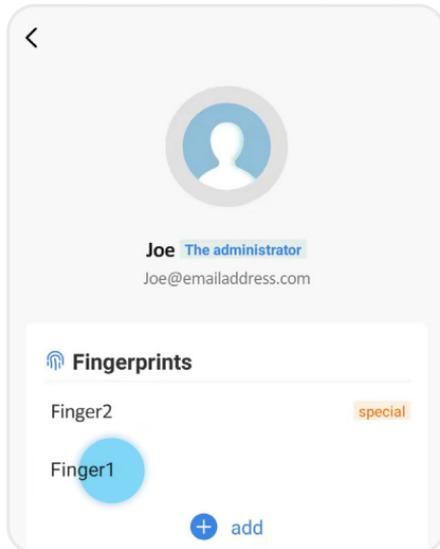 Joe The administrator
Joe@emailaddress.com
Fingerprints
Finger2 special
Finger1
add